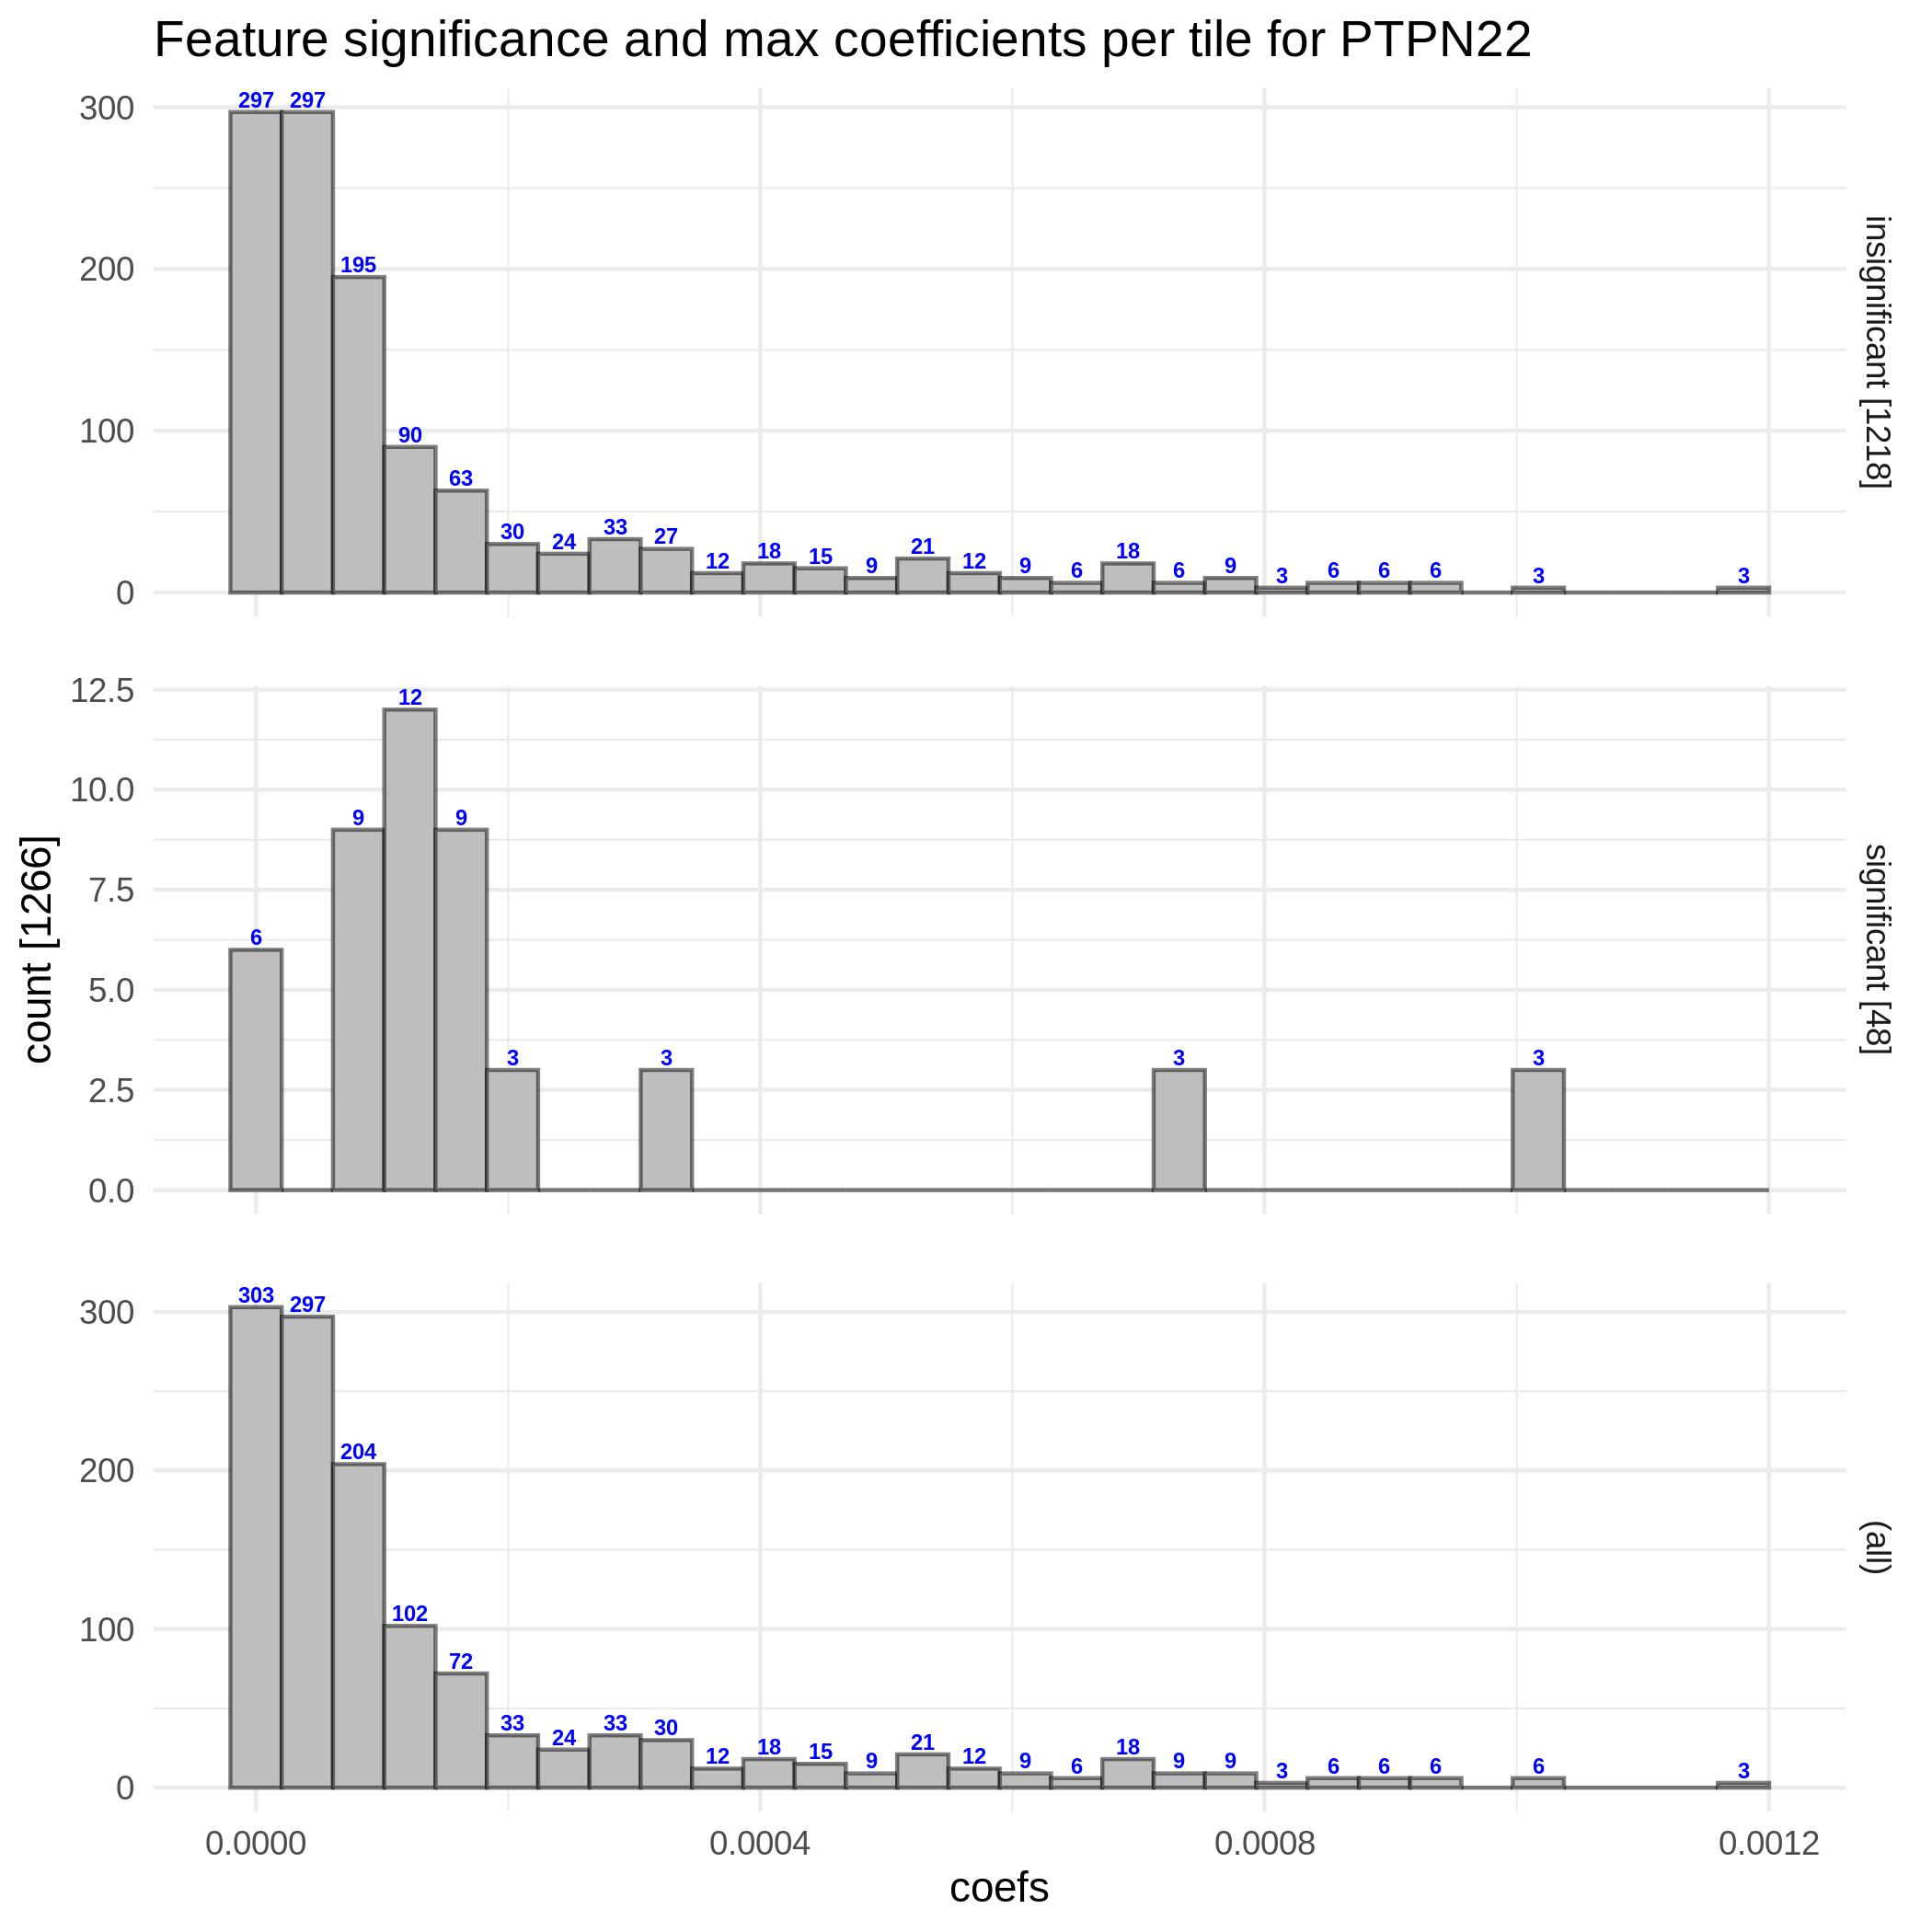 Feature significance and max coefficients per tile for PTPN22
300
200
100
0
297 297
195
90
63
30 24 33 27 12 18 15 9 21 12 9 6 18 6 9 3 6 6 6 3 3
insignificant [1218]
count [1266]
12.5
10.0
7.5
5.0
2.5
0.0
6 9 12 9 3 3 3 3
significant [48]
300
200
100
0
303 297
204
102
72
33 24 33 30 12 18 15 9 21 12 9 6 18 9 9 3 6 6 6 6 3
(all)
0.0000 0.0004 0.0008 0.0012
coefs